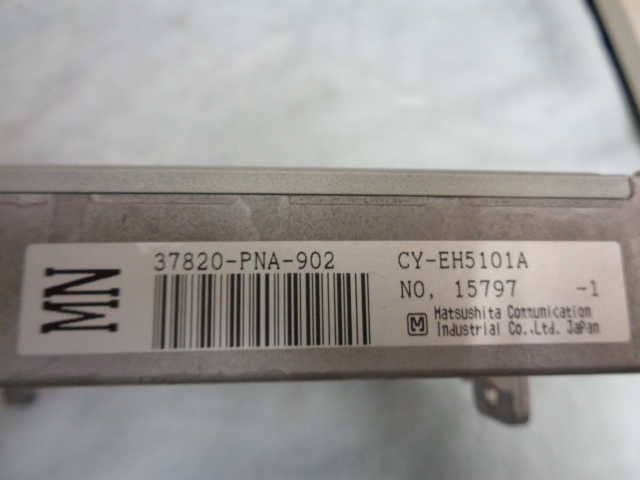 MN
37820-PNA-902
CY-EH5101A
NO, 15797 -1
M Matsushita Communication
Industrial Co.,Ltd. JaPan